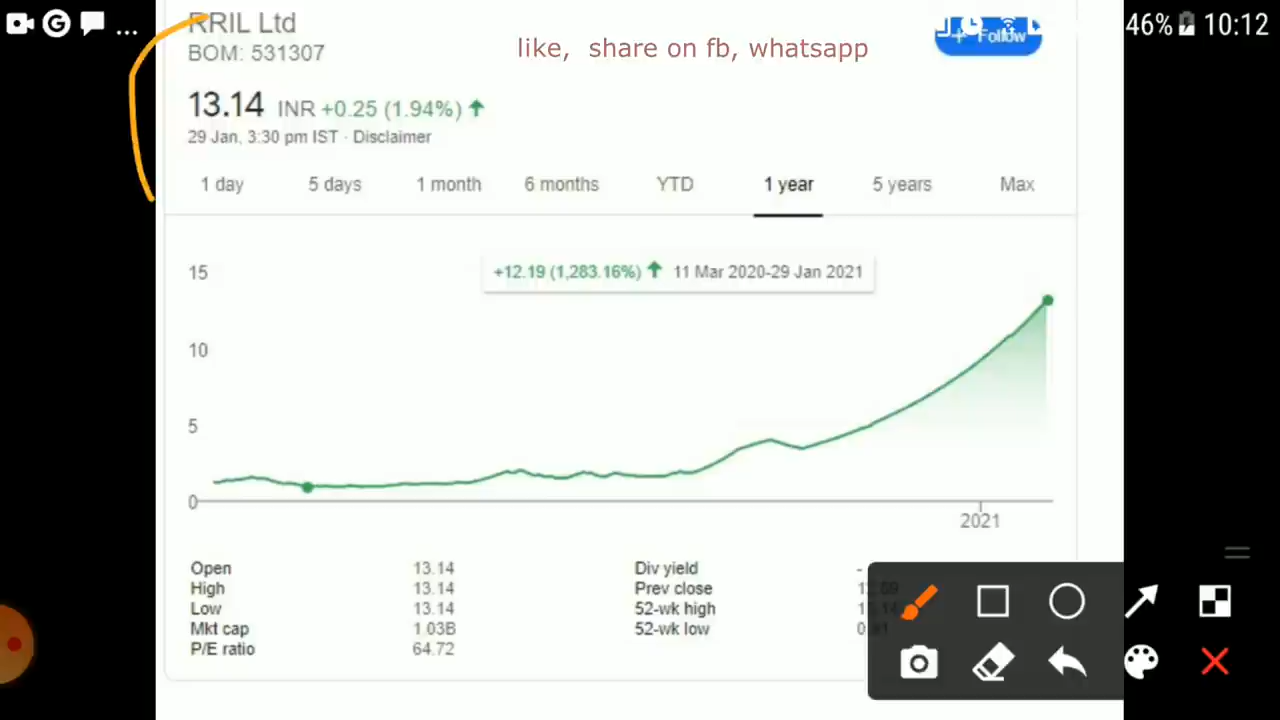 RRIL Ltd
BOM: 531307
like, share on fb, whatsapp
Follow
46% 10:12
13.14 INR +0.25 (1.94%)
29 Jan, 3:30 pm IST · Disclaimer
1 day 5 days 1 month 6 months YTD 1 year 5 years Max
+12.19 (1,283.16%) 11 Mar 2020-29 Jan 2021
15
10
5
0
2021
Open 13.14 Div yield -
High 13.14 Prev close
Low 13.14 52-wk high
Mkt cap 1.03B 52-wk low
P/E ratio 64.72